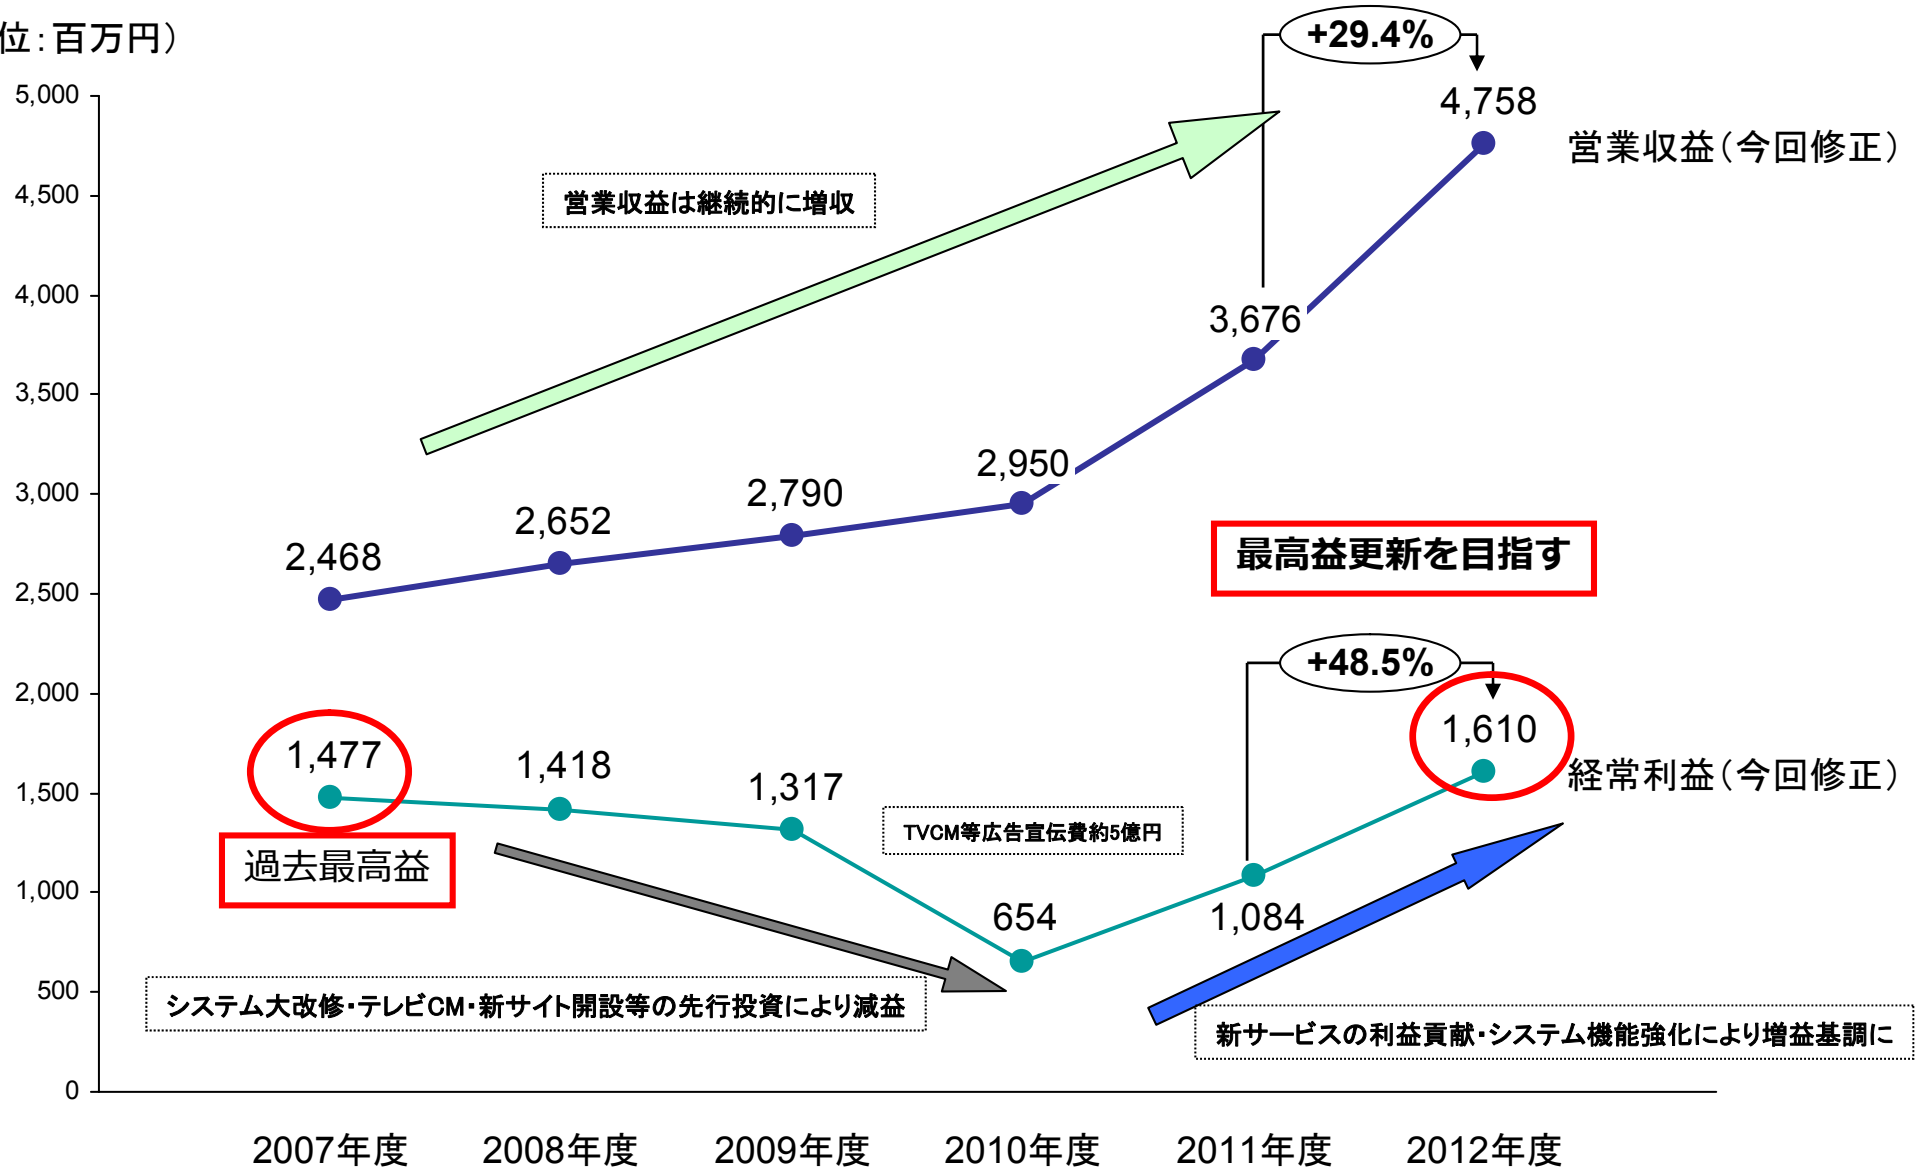 位：百万円）
+29.4%
5,000
4,758
営業収益（今回修正）
4,500
営業収益は継続的に増収
4,000
3,676
3,500
3,000
2,950
2,790
2,652
2,468
最高益更新を目指す
2,500
+48.5%
2,000
1,610
1,477
1,418
1,317
経常利益（今回修正）
1,500
TVCM等広告宣伝費約5億円
過去最高益
1,000
654
1,084
500
システム大改修・テレビCM・新サイト開設等の先行投資により減益
新サービスの利益貢献・システム機能強化により増益基調に
0
2007年度 2008年度 2009年度 2010年度 2011年度 2012年度